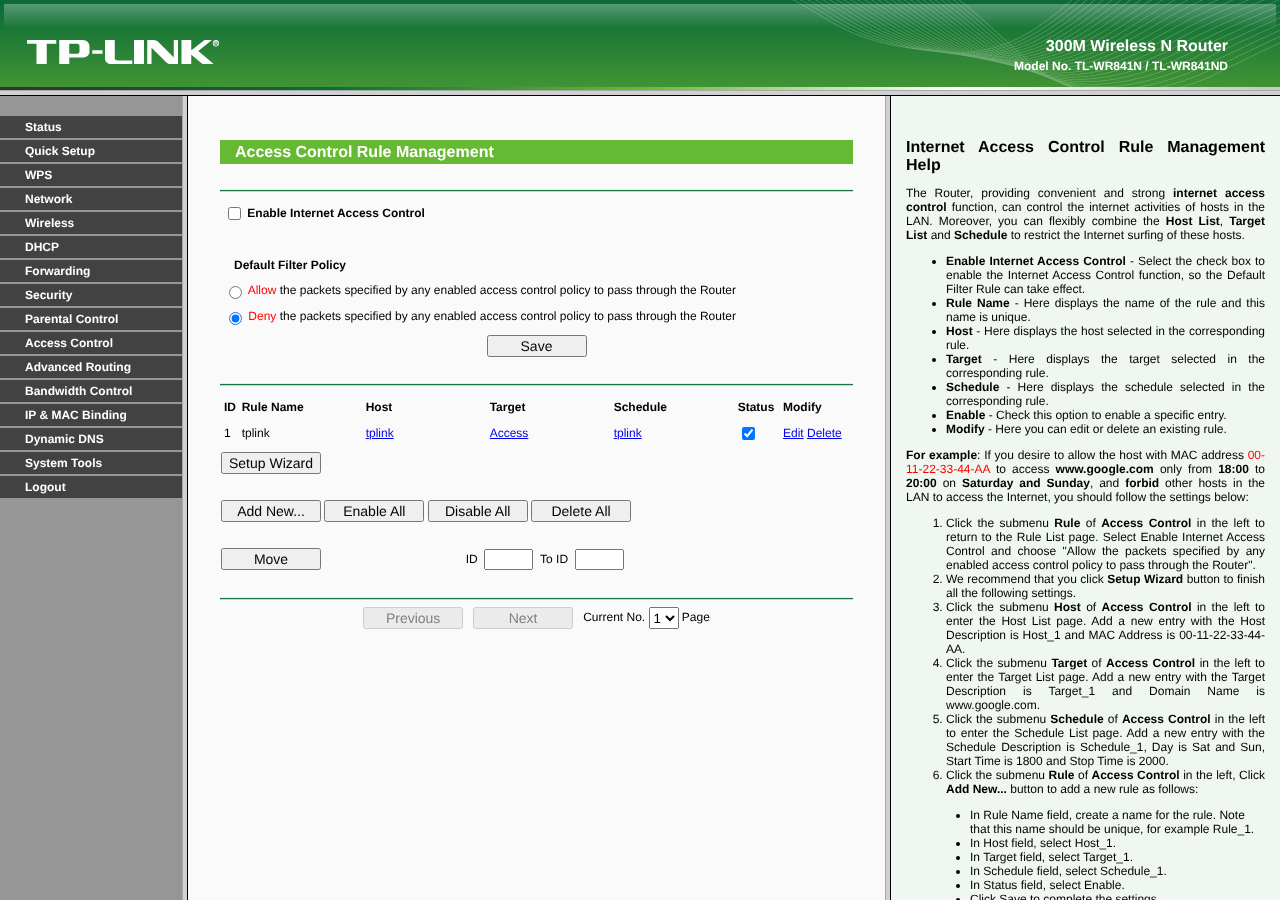 TP-LINK®
300M Wireless N Router
Model No. TL-WR841N / TL-WR841ND
Status
Quick Setup
WPS
Network
Wireless
DHCP
Forwarding
Security
Parental Control
Access Control
Advanced Routing
Bandwidth Control
IP & MAC Binding
Dynamic DNS
System Tools
Logout
Access Control Rule Management
Enable Internet Access Control
Default Filter Policy
Allow the packets specified by any enabled access control policy to pass through the Router
Deny the packets specified by any enabled access control policy to pass through the Router
Save
ID Rule Name Host Target Schedule Status Modify
1 tplink tplink Access tplink Edit Delete
Setup Wizard
Add New... Enable All Disable All Delete All
Move ID To ID
Previous Next Current No. 1 Page
Internet Access Control Rule Management
Help
The Router, providing convenient and strong internet access
control function, can control the internet activities of hosts in the
LAN. Moreover, you can flexibly combine the Host List, Target
List and Schedule to restrict the Internet surfing of these hosts.
• Enable Internet Access Control - Select the check box to
enable the Internet Access Control function, so the Default
Filter Rule can take effect.
• Rule Name - Here displays the name of the rule and this
name is unique.
• Host - Here displays the host selected in the corresponding
rule.
• Target - Here displays the target selected in the
corresponding rule.
• Schedule - Here displays the schedule selected in the
corresponding rule.
• Enable - Check this option to enable a specific entry.
• Modify - Here you can edit or delete an existing rule.
For example: If you desire to allow the host with MAC address 00-
11-22-33-44-AA to access www.google.com only from 18:00 to
20:00 on Saturday and Sunday, and forbid other hosts in the
LAN to access the Internet, you should follow the settings below:
1. Click the submenu Rule of Access Control in the left to
return to the Rule List page. Select Enable Internet Access
Control and choose "Allow the packets specified by any
enabled access control policy to pass through the Router".
2. We recommend that you click Setup Wizard button to finish
all the following settings.
3. Click the submenu Host of Access Control in the left to
enter the Host List page. Add a new entry with the Host
Description is Host_1 and MAC Address is 00-11-22-33-44-
AA.
4. Click the submenu Target of Access Control in the left to
enter the Target List page. Add a new entry with the Target
Description is Target_1 and Domain Name is
www.google.com.
5. Click the submenu Schedule of Access Control in the left
to enter the Schedule List page. Add a new entry with the
Schedule Description is Schedule_1, Day is Sat and Sun,
Start Time is 1800 and Stop Time is 2000.
6. Click the submenu Rule of Access Control in the left, Click
Add New... button to add a new rule as follows:
• In Rule Name field, create a name for the rule. Note
that this name should be unique, for example Rule_1.
• In Host field, select Host_1.
• In Target field, select Target_1.
• In Schedule field, select Schedule_1.
• In Status field, select Enable.
• Click Save to complete the settings.